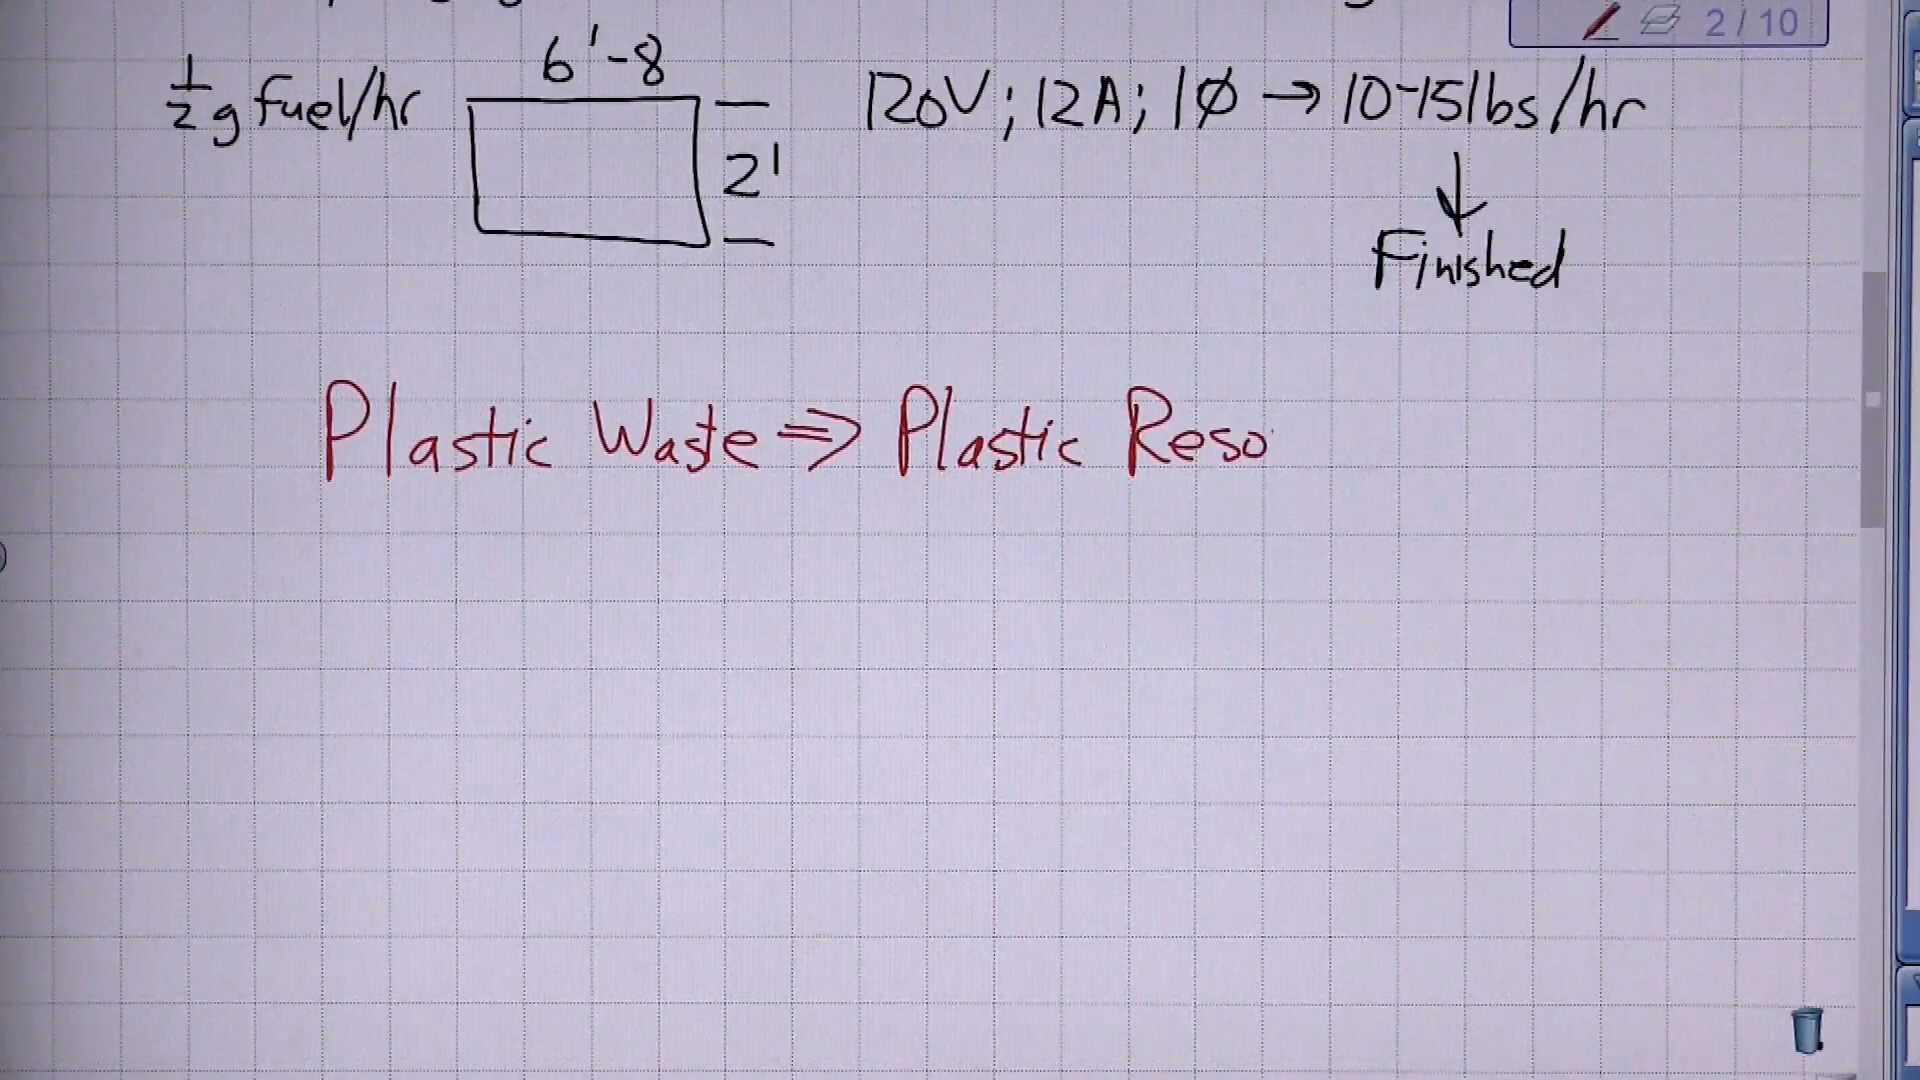 2 / 10
6'-8
1/2 g fuel/hr
120V; 12A; 1Ø → 10-15lbs/hr
2'
↓
Finished
Plastic Waste ⇒ Plastic Reso